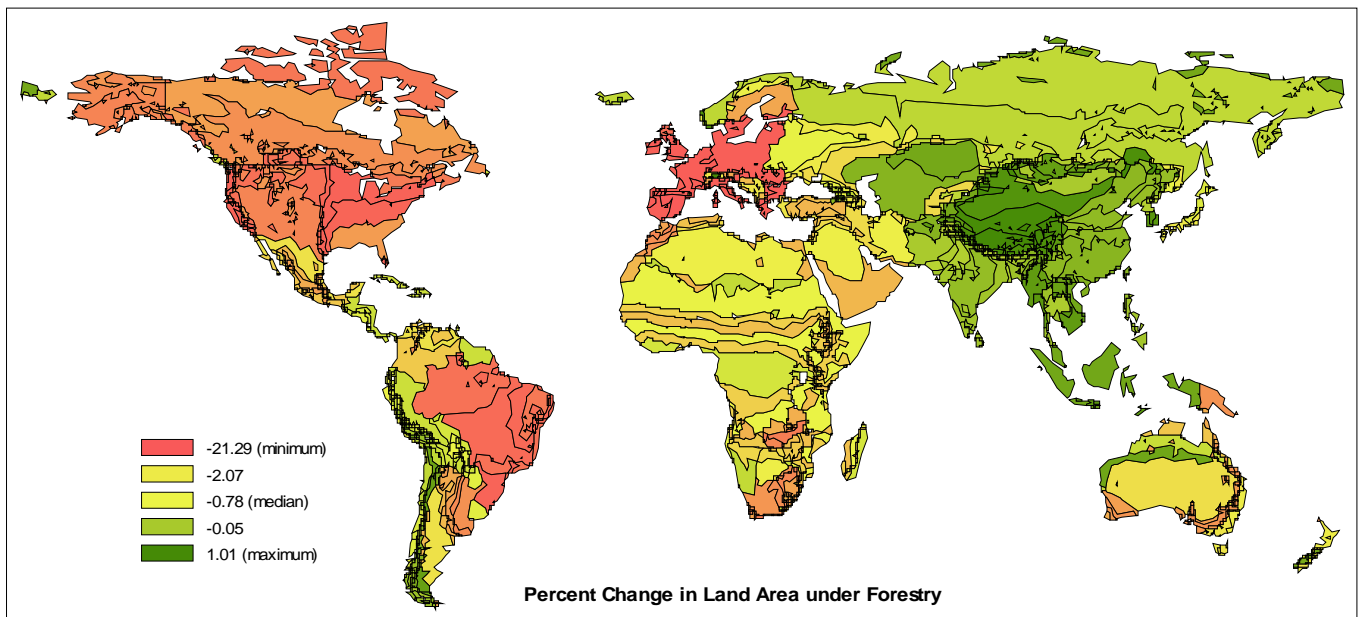 -21.29 (minimum)
-2.07
-0.78 (median)
-0.05
1.01 (maximum)
Percent Change in Land Area under Forestry